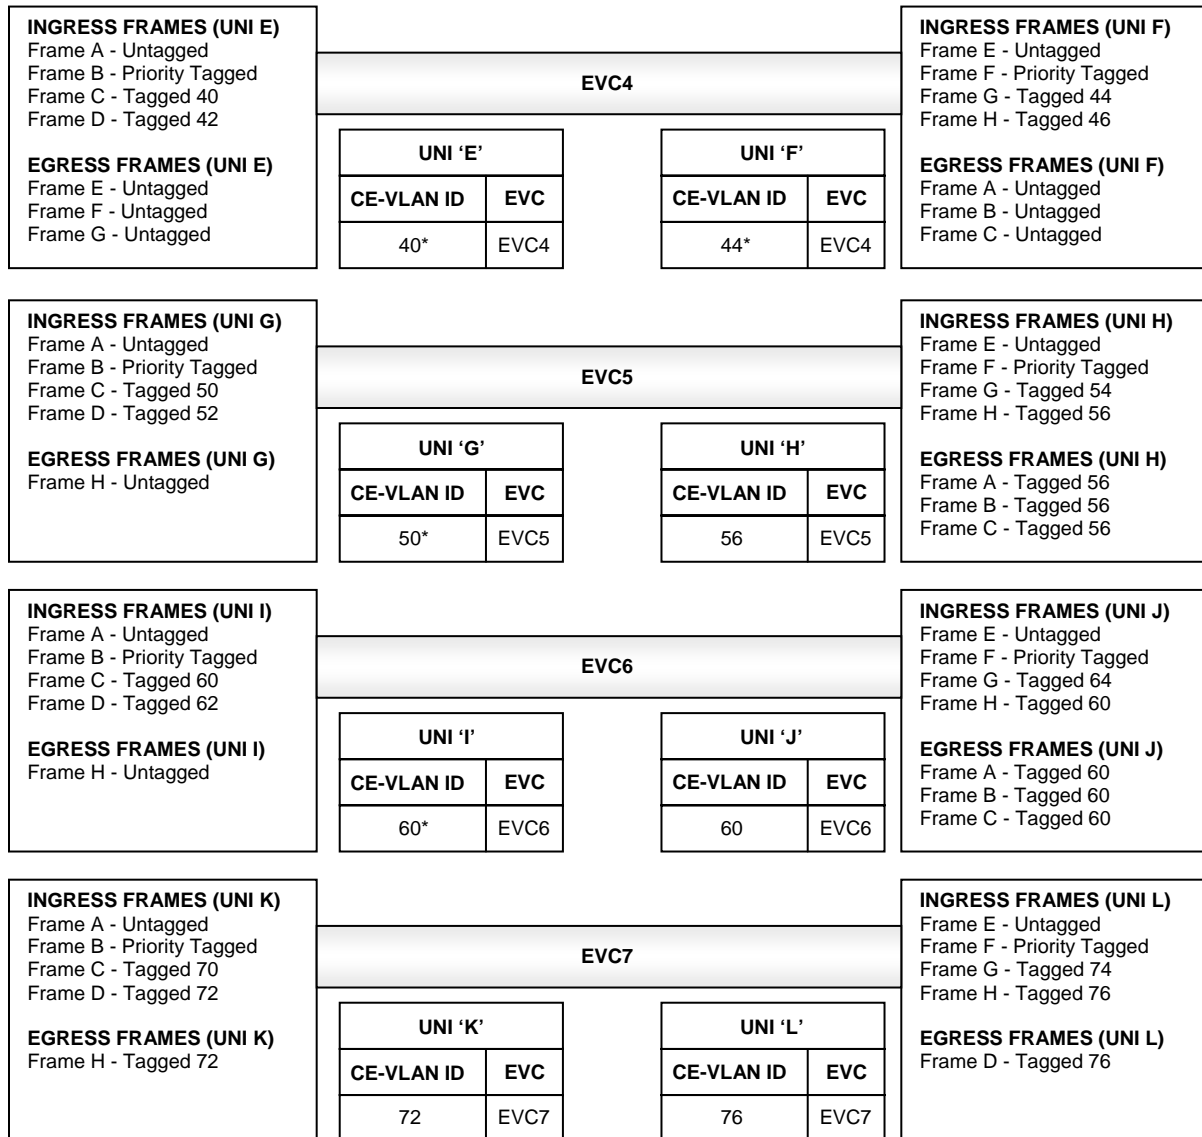 INGRESS FRAMES (UNI E)
Frame A - Untagged
Frame B - Priority Tagged
Frame C - Tagged 40
Frame D - Tagged 42
EGRESS FRAMES (UNI E)
Frame E - Untagged
Frame F - Untagged
Frame G - Untagged
EVC4
UNI ‘E’
CE-VLAN ID EVC
40* EVC4
UNI ‘F’
CE-VLAN ID EVC
44* EVC4
INGRESS FRAMES (UNI F)
Frame E - Untagged
Frame F - Priority Tagged
Frame G - Tagged 44
Frame H - Tagged 46
EGRESS FRAMES (UNI F)
Frame A - Untagged
Frame B - Untagged
Frame C - Untagged
INGRESS FRAMES (UNI G)
Frame A - Untagged
Frame B - Priority Tagged
Frame C - Tagged 50
Frame D - Tagged 52
EGRESS FRAMES (UNI G)
Frame H - Untagged
EVC5
UNI ‘G’
CE-VLAN ID EVC
50* EVC5
UNI ‘H’
CE-VLAN ID EVC
56 EVC5
INGRESS FRAMES (UNI H)
Frame E - Untagged
Frame F - Priority Tagged
Frame G - Tagged 54
Frame H - Tagged 56
EGRESS FRAMES (UNI H)
Frame A - Tagged 56
Frame B - Tagged 56
Frame C - Tagged 56
INGRESS FRAMES (UNI I)
Frame A - Untagged
Frame B - Priority Tagged
Frame C - Tagged 60
Frame D - Tagged 62
EGRESS FRAMES (UNI I)
Frame H - Untagged
EVC6
UNI ‘I’
CE-VLAN ID EVC
60* EVC6
UNI ‘J’
CE-VLAN ID EVC
60 EVC6
INGRESS FRAMES (UNI J)
Frame E - Untagged
Frame F - Priority Tagged
Frame G - Tagged 64
Frame H - Tagged 60
EGRESS FRAMES (UNI J)
Frame A - Tagged 60
Frame B - Tagged 60
Frame C - Tagged 60
INGRESS FRAMES (UNI K)
Frame A - Untagged
Frame B - Priority Tagged
Frame C - Tagged 70
Frame D - Tagged 72
EGRESS FRAMES (UNI K)
Frame H - Tagged 72
EVC7
UNI ‘K’
CE-VLAN ID EVC
72 EVC7
UNI ‘L’
CE-VLAN ID EVC
76 EVC7
INGRESS FRAMES (UNI L)
Frame E - Untagged
Frame F - Priority Tagged
Frame G - Tagged 74
Frame H - Tagged 76
EGRESS FRAMES (UNI L)
Frame D - Tagged 76